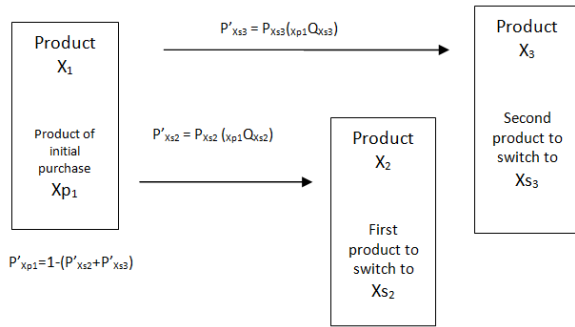 Product
X₁
Product of
initial
purchase
Xp₁
P'xp1=1-(P'xs2+P'xs3)
P'xs3 = Pxs3(xp1Qxs3)
P'xs2 = Pxs2 (xp1Qxs2)
Product
X₂
First
product to
switch to
Xs₂
Product
X₃
Second
product to
switch to
Xs₃